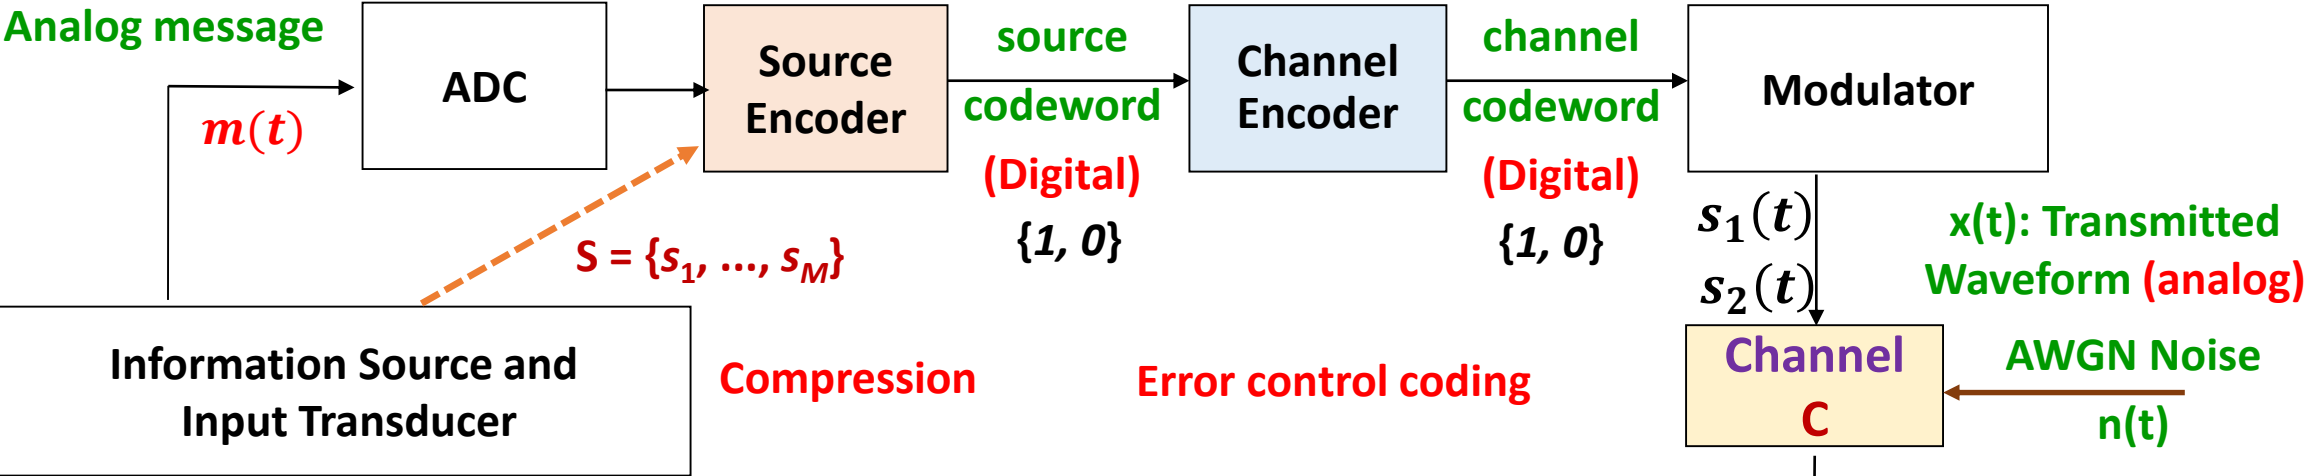 Analog message
m(t)
ADC
Source
Encoder
source
codeword
(Digital)
{1, 0}
Channel
Encoder
channel
codeword
(Digital)
{1, 0}
Modulator
S = {s₁, ..., s_M}
s₁(t)
s₂(t)
x(t): Transmitted
Waveform (analog)
Information Source and
Input Transducer
Compression
Error control coding
Channel
C
AWGN Noise
n(t)